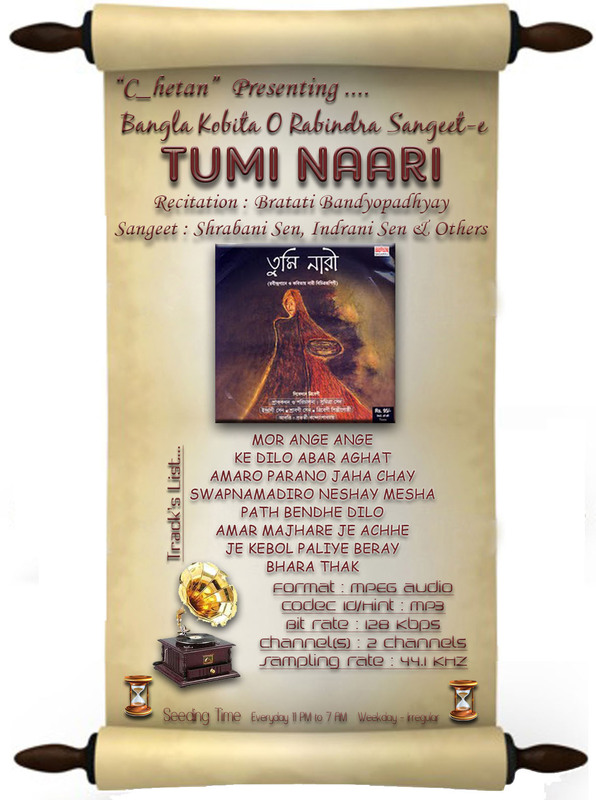 "C_hetan" Presenting ....
Bangla Kobita O Rabindra Sangeet-e
TUMI NAARI
Recitation : Bratati Bandyopadhyay
Sangeet : Shrabani Sen, Indrani Sen & Others
তুমি নারী
Rs. 95/-
Track's List....
MOR ANGE ANGE
KE DILO ABAR AGHAT
AMARO PARANO JAHA CHAY
SWAPNAMADIRO NESHAY MESHA
PATH BENDHE DILO
AMAR MAJHARE JE ACHHE
JE KEBOL PALIYE BERAY
BHARA THAK
Format : MPEG Audio
Codec Id/Hint : MP3
Bit rate : 128 Kbps
Channel(s) : 2 channels
Sampling rate : 44.1 KHz
Seeding Time Everyday 11 PM to 7 AM Weekday - Irregular